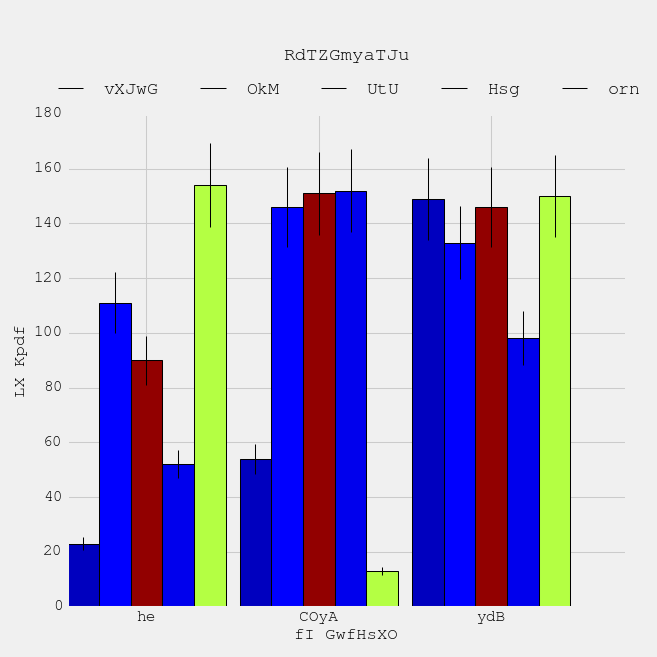 RdTZGmyaTJu
vXJwG OkM UtU Hsg orn
180
160
140
120
100
80
60
40
20
0
LX Kpdf
he COyA ydB
fI GwfHsXO